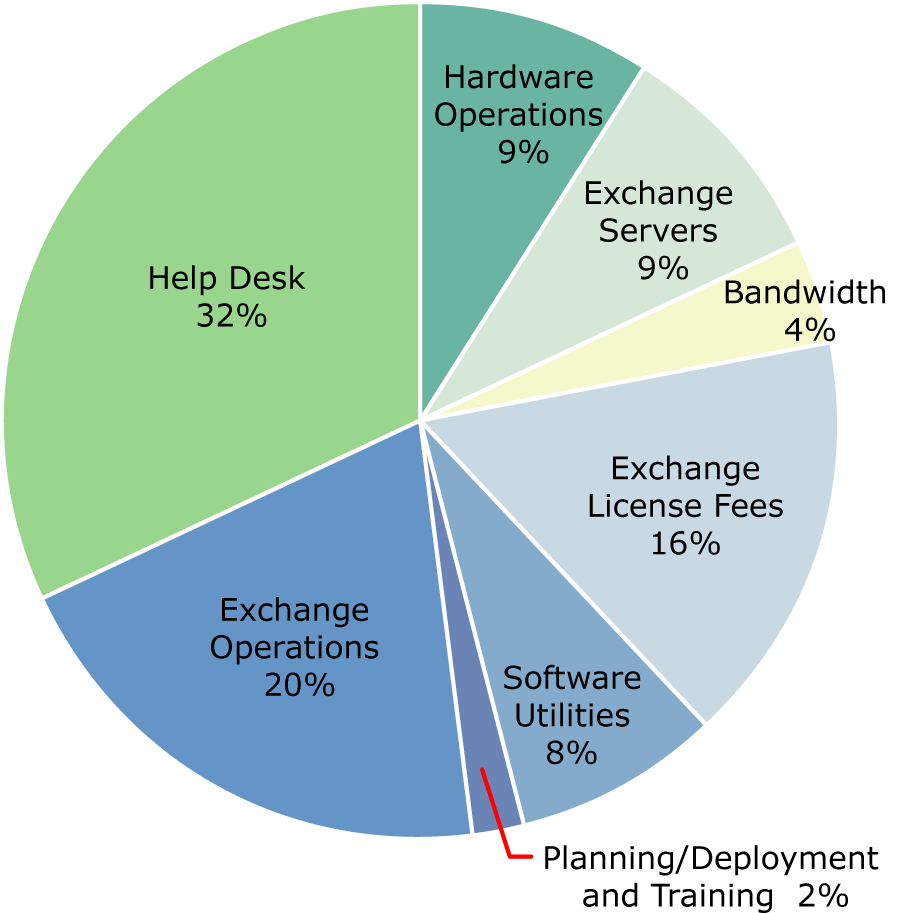 Hardware
Operations
9%
Exchange
Servers
9%
Bandwidth
4%
Exchange
License Fees
16%
Software
Utilities
8%
Planning/Deployment
and Training 2%
Exchange
Operations
20%
Help Desk
32%